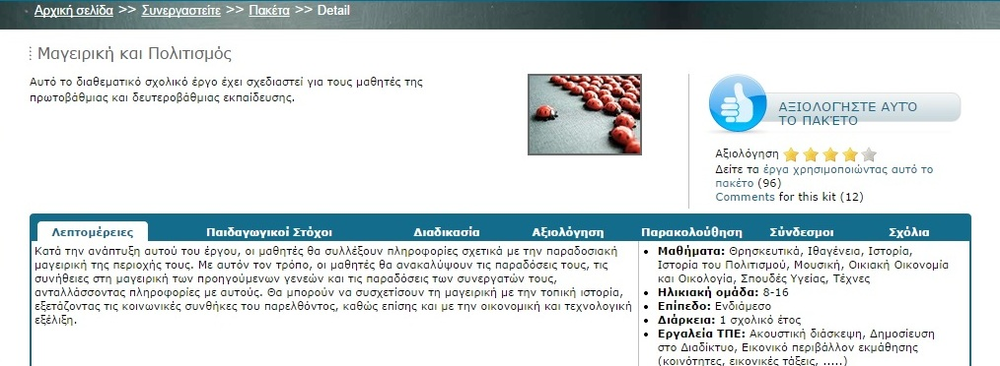 Αρχική σελίδα >> Συνεργαστείτε >> Πακέτα >> Detail
Μαγειρική και Πολιτισμός
Αυτό το διαθεματικό σχολικό έργο έχει σχεδιαστεί για τους μαθητές της
πρωτοβάθμιας και δευτεροβάθμιας εκπαίδευσης.
ΑΞΙΟΛΟΓΉΣΤΕ ΑΥΤΌ
ΤΟ ΠΑΚΈΤΟ
Αξιολόγηση
Δείτε τα έργα χρησιμοποιώντας αυτό το
πακέτο (96)
Comments for this kit (12)
Λεπτομέρειες Παιδαγωγικοί Στόχοι Διαδικασία Αξιολόγηση Παρακολούθηση Σύνδεσμοι Σχόλια
Κατά την ανάπτυξη αυτού του έργου, οι μαθητές θα συλλέξουν πληροφορίες σχετικά με την παραδοσιακή
μαγειρική της περιοχής τους. Με αυτόν τον τρόπο, οι μαθητές θα ανακαλύψουν τις παραδόσεις τους, τις
συνήθειες στη μαγειρική των προηγούμενων γενεών και τις παραδόσεις των συνεργατών τους,
ανταλλάσσοντας πληροφορίες με αυτούς. Θα μπορούν να συσχετίσουν τη μαγειρική με την τοπική ιστορία,
εξετάζοντας τις κοινωνικές συνθήκες του παρελθόντος, καθώς επίσης και με την οικονομική και τεχνολογική
εξέλιξη.
• Μαθήματα: Θρησκευτικά, Ιθαγένεια, Ιστορία,
Ιστορία του Πολιτισμού, Μουσική, Οικιακή Οικονομία
και Οικολογία, Σπουδές Υγείας, Τέχνες
• Ηλικιακή ομάδα: 8-16
• Επίπεδο: Ενδιάμεσο
• Διάρκεια: 1 σχολικό έτος
• Εργαλεία ΤΠΕ: Ακουστική διάσκεψη, Δημοσίευση
στο Διαδίκτυο, Εικονικό περιβάλλον εκμάθησης
(κοινότητες, εικονικές τάξεις, .....)